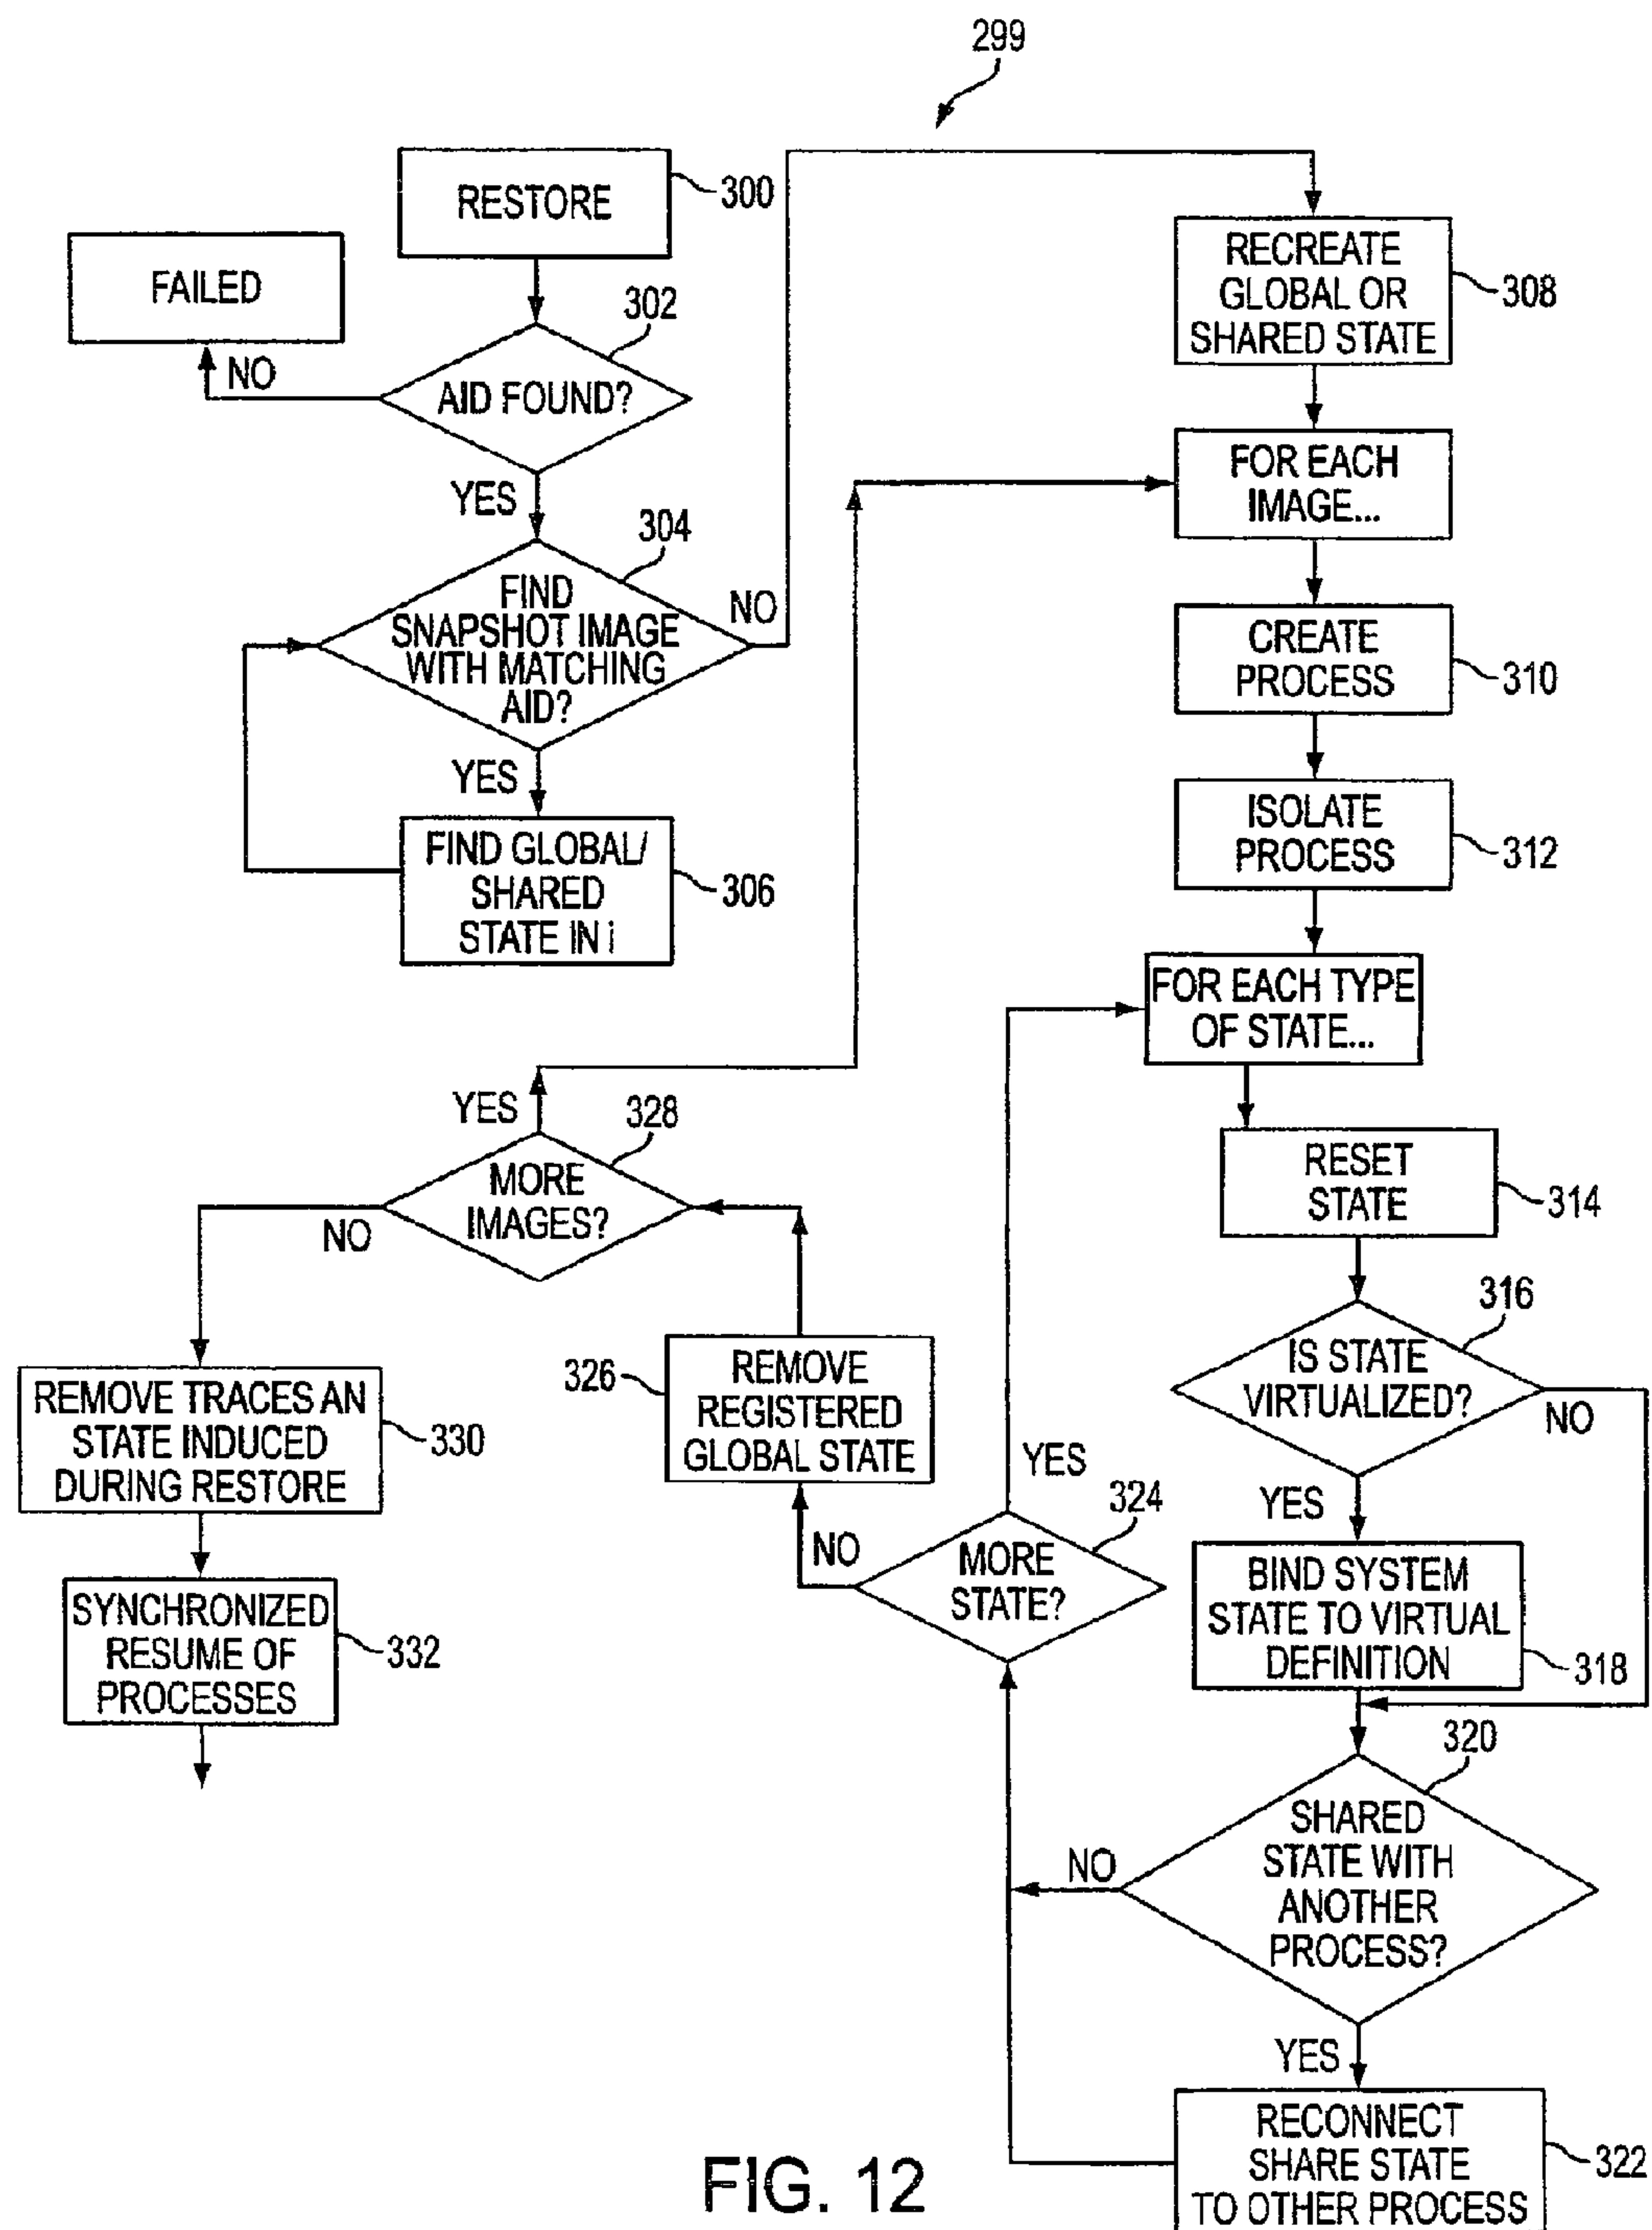 299
RESTORE
300
FAILED
302
NO
AID FOUND?
YES
304
FIND
SNAPSHOT IMAGE
WITH MATCHING
AID?
NO
YES
FIND GLOBAL/
SHARED
STATE IN i
306
RECREATE
GLOBAL OR
SHARED STATE
308
FOR EACH
IMAGE...
CREATE
PROCESS
310
ISOLATE
PROCESS
312
FOR EACH TYPE
OF STATE...
RESET
STATE
314
316
IS STATE
VIRTUALIZED?
NO
YES
BIND SYSTEM
STATE TO VIRTUAL
DEFINITION
318
320
SHARED
STATE WITH
ANOTHER
PROCESS?
NO
YES
RECONNECT
SHARE STATE
TO OTHER PROCESS
322
324
MORE
STATE?
YES
NO
326
REMOVE
REGISTERED
GLOBAL STATE
328
MORE
IMAGES?
YES
NO
REMOVE TRACES AN
STATE INDUCED
DURING RESTORE
330
SYNCHRONIZED
RESUME OF
PROCESSES
332
FIG. 12